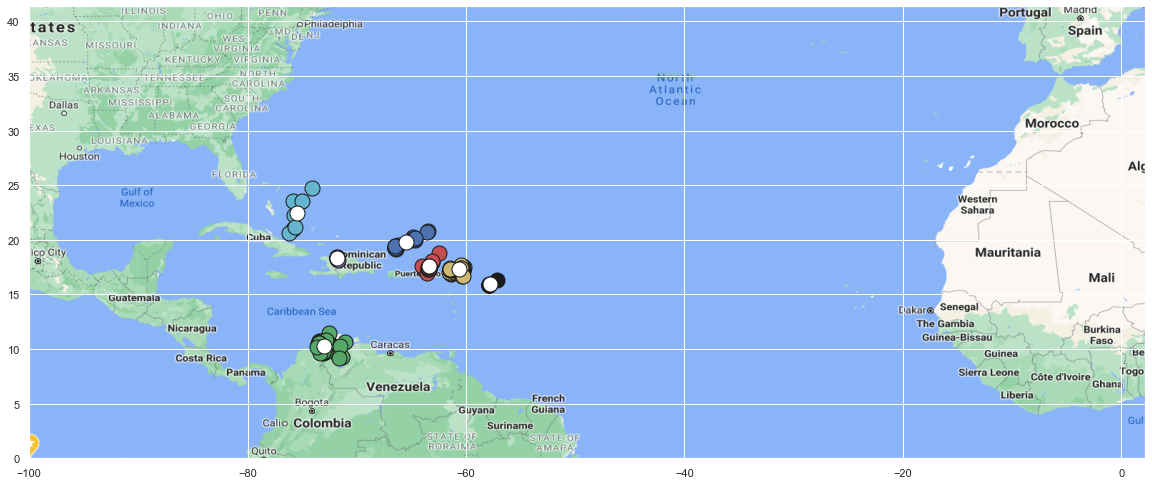 ILLINOIS
OHIO
PENN
Madrid
tates
INDIANA
Philadelphia
Portugal
40
KANSAS
MISSOURI
WEST
VIRGINIA
MD
DE NJ
Spain
KENTUCKY
VIRGINIA
35
OKLAHOMA
TENNESSEE
NORTH
CAROLINA
North
Atlantic
Ocean
ARKANSAS
MISSISSIPPI
SOUTH
CAROLINA
Dallas
ALABAMA
Morocco
30
EXAS
GEORGIA
LOUISIANA
Houston
Alg
FLORIDA
25
Gulf of
Mexico
Western
Sahara
20
Cuba
ico City
Dominican
Republic
Mauritania
Puerto
Mali
15
Guatemala
Caribbean Sea
Dakar
Senegal
Nicaragua
The Gambia
Burkina
Faso
Guinea-Bissau
10
Costa Rica
Caracas
Guinea
Be
Panama
Sierra Leone
Côte d'Ivoire
Togo
Venezuela
Ghana
Liberia
5
Bogota
Guyana
French
Guiana
Cali
Colombia
Suriname
Gulf
STATE OF
RORAIMA
STATE OF
AMAPA
Quito
0
−100
−80
−60
−40
−20
0